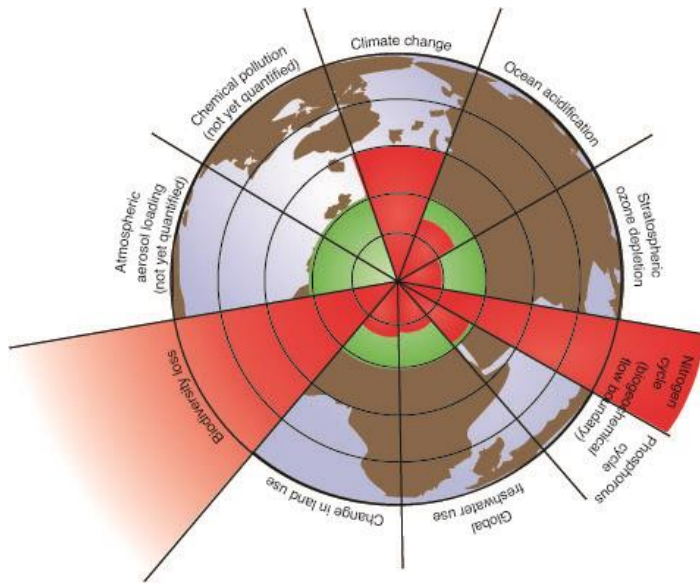 Climate change
Ocean acidification
Stratospheric
ozone depletion
Nitrogen
cycle
(biogeochemical
flow boundary)
Phosphorous
cycle
Global
freshwater use
Change in land use
Biodiversity loss
Atmospheric
aerosol loading
(not yet quantified)
Chemical pollution
(not yet quantified)